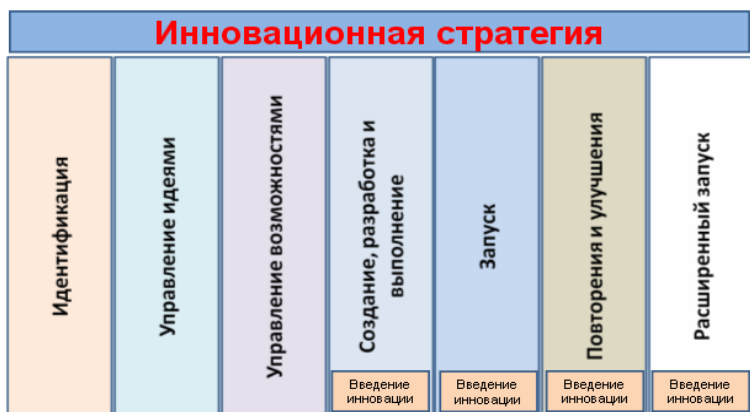 Инновационная стратегия
Идентификация
Управление идеями
Управление возможностями
Создание, разработка и
выполнение
Запуск
Повторения и улучшения
Расширенный запуск
Введение
инновации
Введение
инновации
Введение
инновации
Введение
инновации